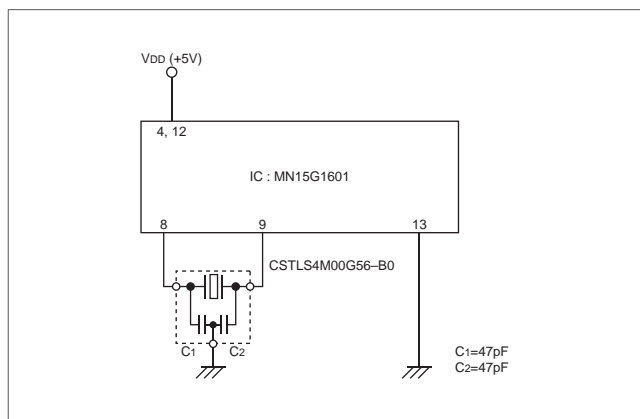 VDD (+5V)
4, 12
IC : MN15G1601
8 9 13
CSTLS4M00G56–B0
C1 C2
C1=47pF
C2=47pF